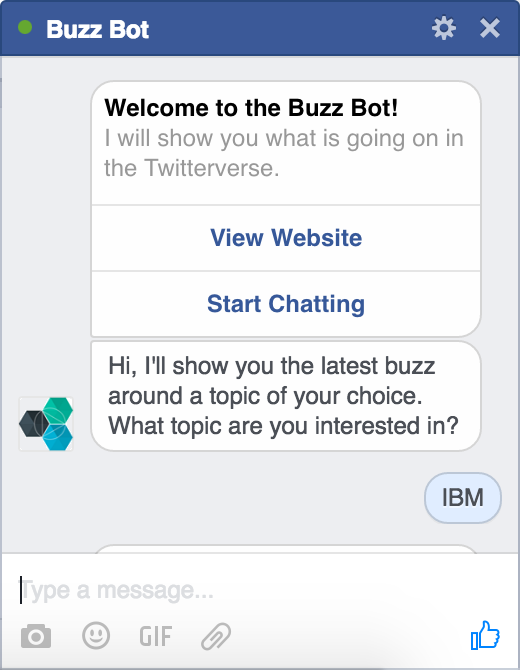 Buzz Bot
Welcome to the Buzz Bot!
I will show you what is going on in
the Twitterverse.
View Website
Start Chatting
Hi, I'll show you the latest buzz
around a topic of your choice.
What topic are you interested in?
IBM
Type a message...
GIF